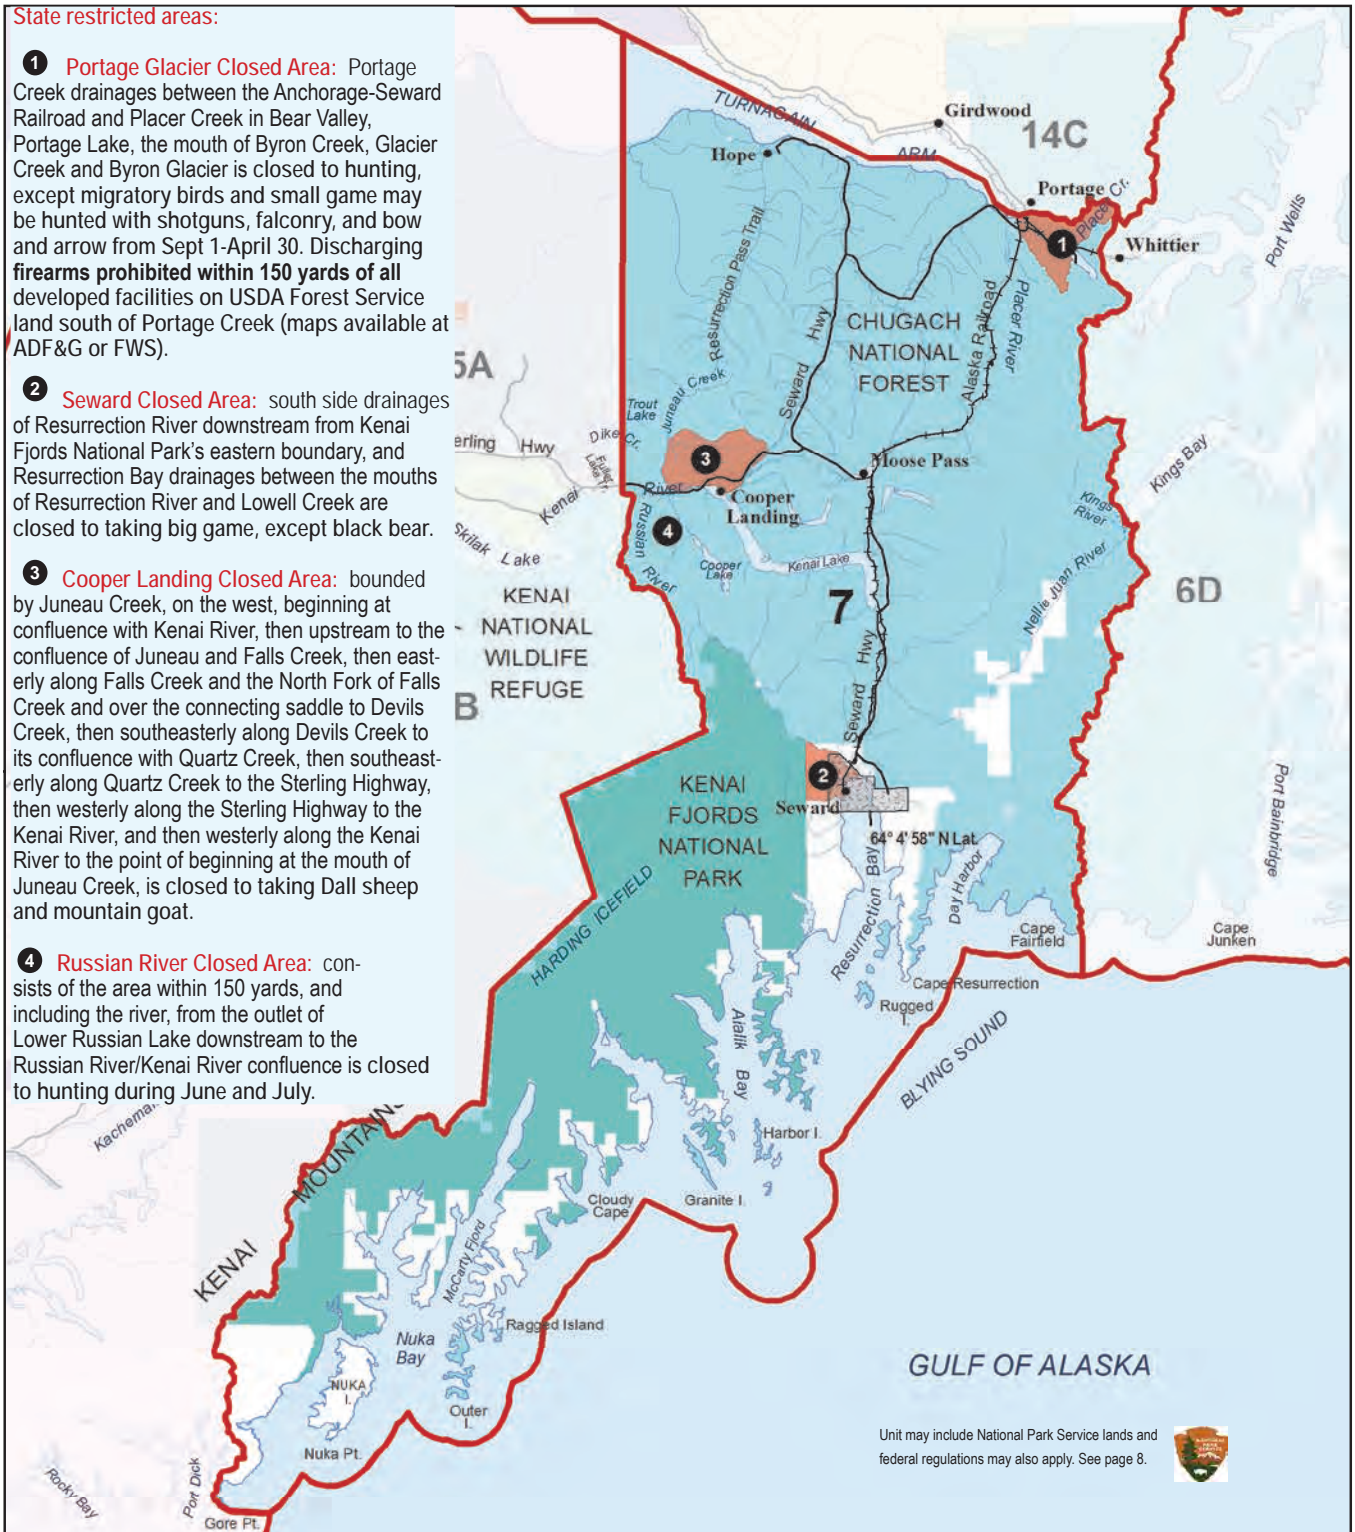 State restricted areas:
1 Portage Glacier Closed Area: Portage
Creek drainages between the Anchorage-Seward
Railroad and Placer Creek in Bear Valley,
Portage Lake, the mouth of Byron Creek, Glacier
Creek and Byron Glacier is closed to hunting,
except migratory birds and small game may
be hunted with shotguns, falconry, and bow
and arrow from Sept 1-April 30. Discharging
firearms prohibited within 150 yards of all
developed facilities on USDA Forest Service
land south of Portage Creek (maps available at
ADF&G or FWS).
2 Seward Closed Area: south side drainages
of Resurrection River downstream from Kenai
Fjords National Park's eastern boundary, and
Resurrection Bay drainages between the mouths
of Resurrection River and Lowell Creek are
closed to taking big game, except black bear.
3 Cooper Landing Closed Area: bounded
by Juneau Creek, on the west, beginning at
confluence with Kenai River, then upstream to the
confluence of Juneau and Falls Creek, then east-
erly along Falls Creek and the North Fork of Falls
Creek and over the connecting saddle to Devils
Creek, then southeasterly along Devils Creek to
its confluence with Quartz Creek, then southeast-
erly along Quartz Creek to the Sterling Highway,
then westerly along the Sterling Highway to the
Kenai River, and then westerly along the Kenai
River to the point of beginning at the mouth of
Juneau Creek, is closed to taking Dall sheep
and mountain goat.
4 Russian River Closed Area: con-
sists of the area within 150 yards, and
including the river, from the outlet of
Lower Russian Lake downstream to the
Russian River/Kenai River confluence is closed
to hunting during June and July.
TURNAGAIN
ARM
Girdwood
14C
Hope
Portage
Place Cr.
1
Whittier
Port Wells
Resurrection Pass Trail
Seward Hwy
CHUGACH
NATIONAL
FOREST
Alaska Railroad
Placer River
5A
Juneau Creek
Trout
Lake
Dike Cr.
Fuller
Lake Tr.
erling Hwy
3
Moose Pass
Kenai River
Cooper
Landing
Kings Bay
Kings
River
Skilak Lake
Russian River
4
Cooper
Lake
Kenai Lake
Nellie Juan River
7
6D
KENAI
NATIONAL
WILDLIFE
REFUGE
B
Seward Hwy
KENAI
FJORDS
NATIONAL
PARK
2
Seward
64° 4' 58" N Lat.
Port Bainbridge
HARDING ICEFIELD
Resurrection Bay
Day Harbor
Cape
Fairfield
Cape
Junken
Cape Resurrection
Rugged
I.
Aialik Bay
BLYING SOUND
Harbor I.
Granite I.
Cloudy
Cape
Kachema
KENAI MOUNTAINS
McCarty Fjord
Ragged Island
Nuka
Bay
NUKA
I.
Outer
I.
Nuka Pt.
Port Dick
Rocky Bay
Gore Pt.
GULF OF ALASKA
Unit may include National Park Service lands and
federal regulations may also apply. See page 8.
NATIONAL
PARK
SERVICE